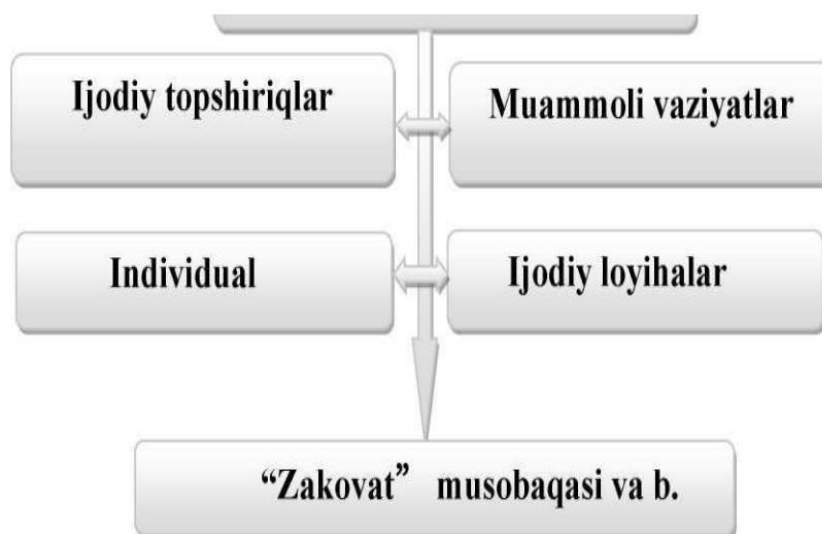 Ijodiy topshiriqlar
Muammoli vaziyatlar
Individual
Ijodiy loyihalar
“Zakovat” musobaqasi va b.